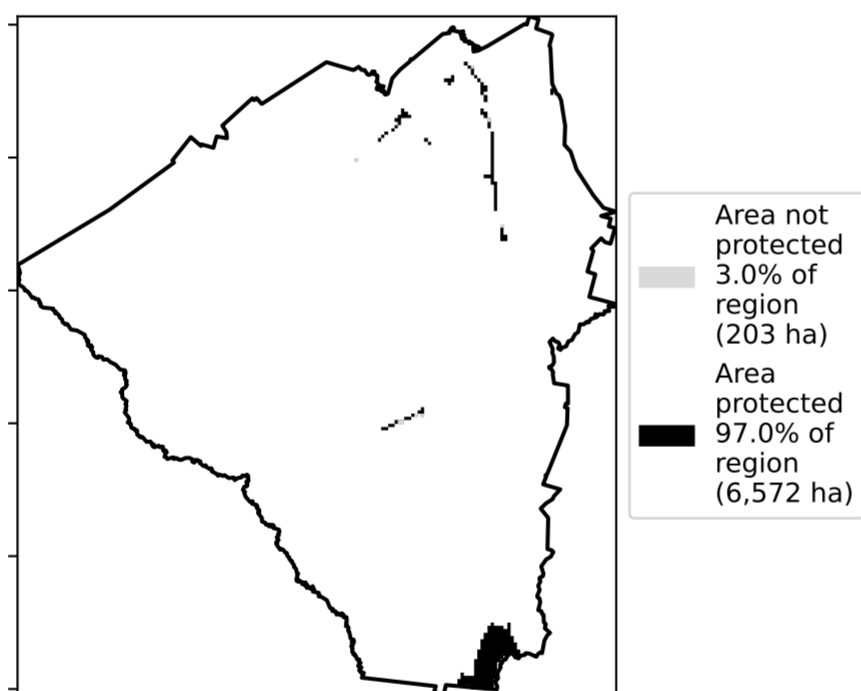 Area not
protected
3.0% of
region
(203 ha)
Area
protected
97.0% of
region
(6,572 ha)